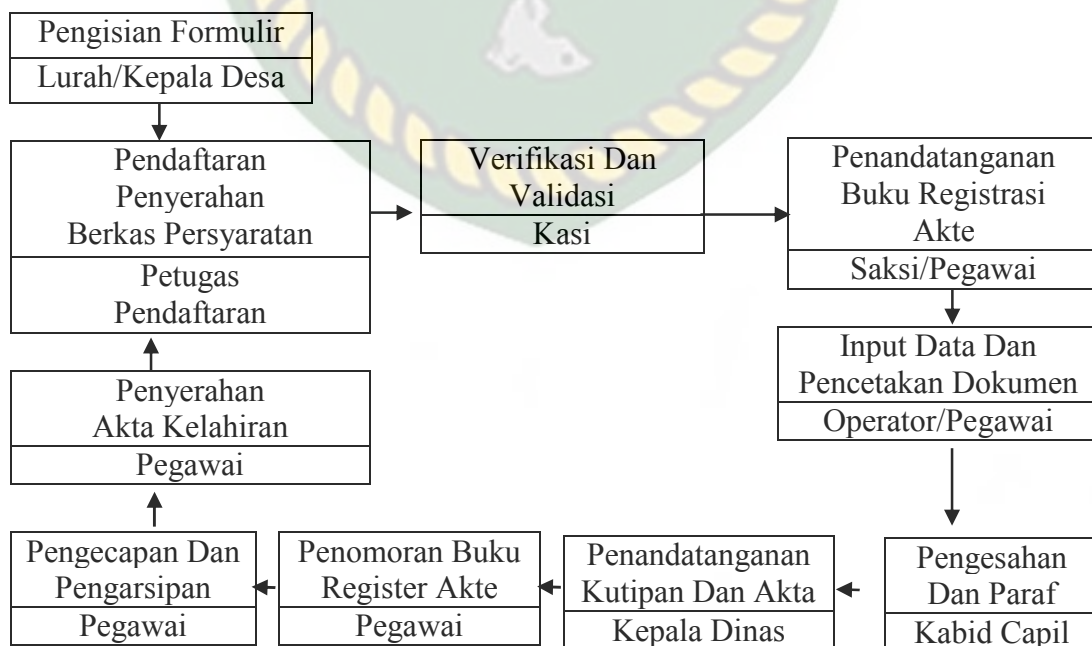 Pengisian Formulir
Lurah/Kepala Desa
Pendaftaran
Penyerahan
Berkas Persyaratan
Petugas
Pendaftaran
Verifikasi Dan
Validasi
Kasi
Penandatanganan
Buku Registrasi
Akte
Saksi/Pegawai
Input Data Dan
Pencetakan Dokumen
Operator/Pegawai
Pengesahan
Dan Paraf
Kabid Capil
Penandatanganan
Kutipan Dan Akta
Kepala Dinas
Penomoran Buku
Register Akte
Pegawai
Pengecapan Dan
Pengarsipan
Pegawai
Penyerahan
Akta Kelahiran
Pegawai